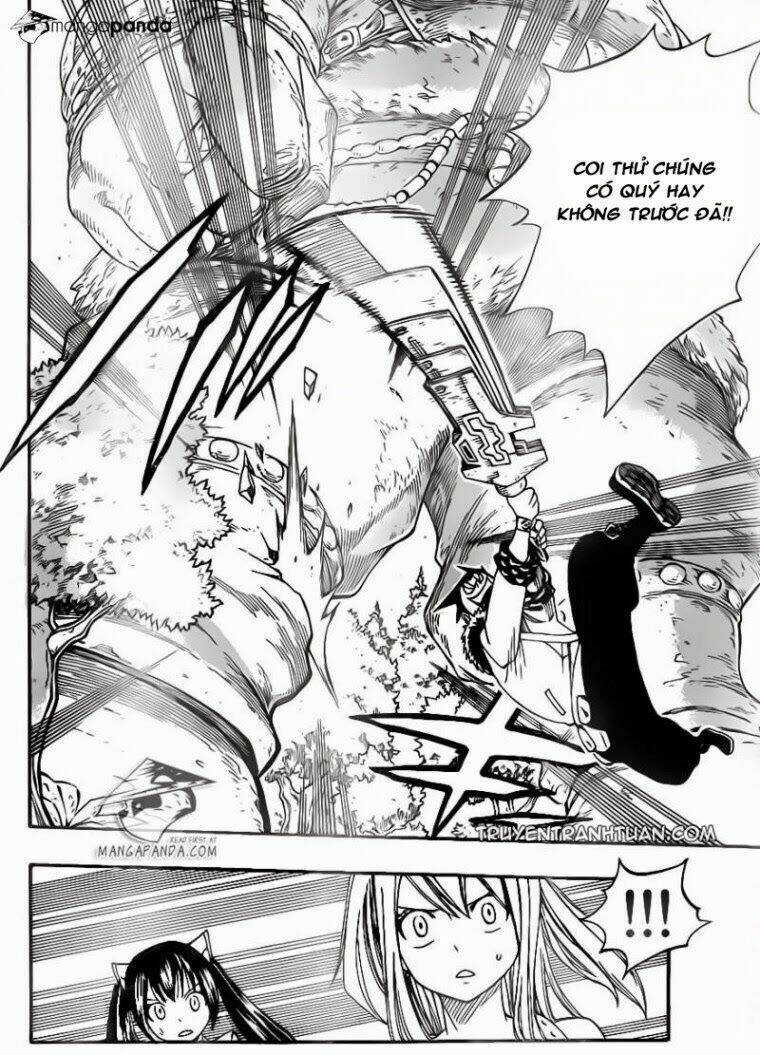 mangapanda
COI THỬ CHÚNG
CÓ QUÝ HAY
KHÔNG TRƯỚC ĐÃ!!
TRUYENTRANHTUAN.COM
READ FIRST AT
MANGAPANDA.COM
!!!